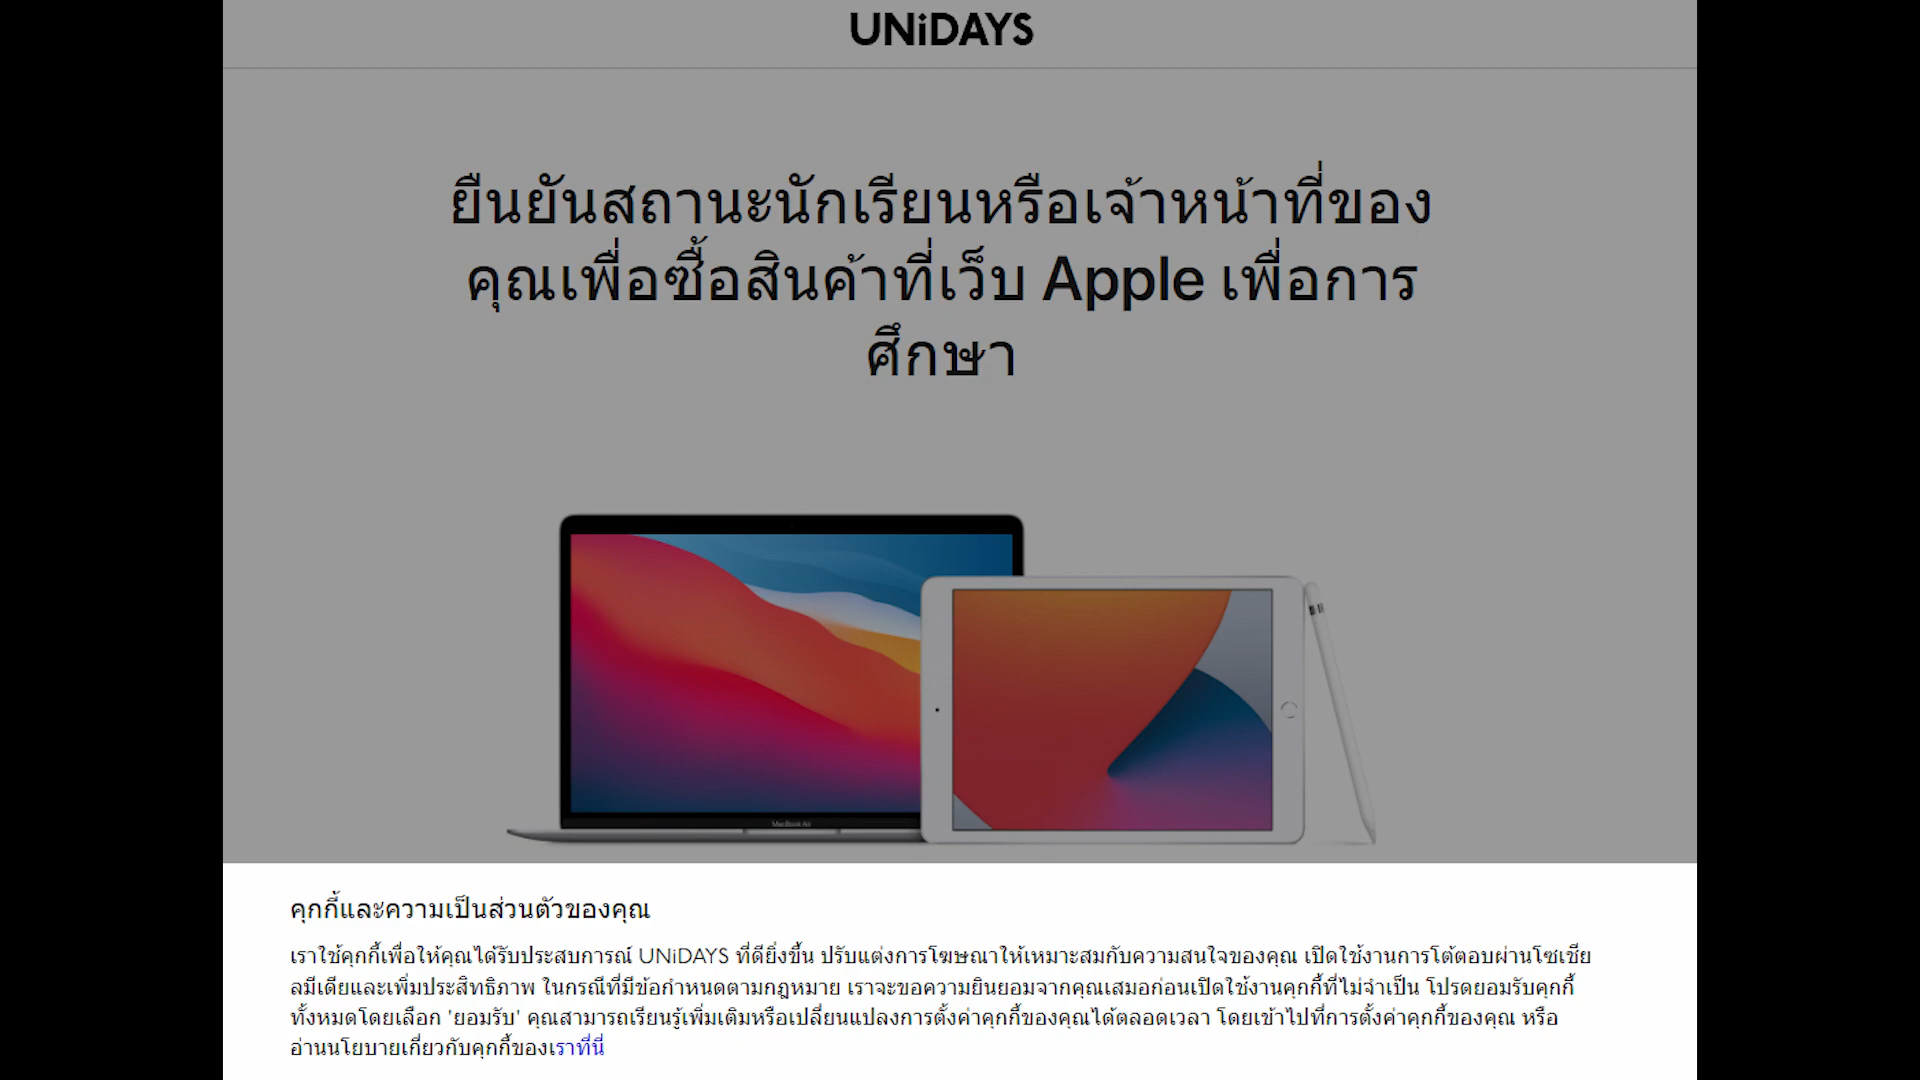 UNiDAYS
ยืนยันสถานะนักเรียนหรือเจ้าหน้าที่ของ
คุณเพื่อซื้อสินค้าที่เว็บ Apple เพื่อการ
ศึกษา
MacBook Air
คุกกี้และความเป็นส่วนตัวของคุณ
เราใช้คุกกี้เพื่อให้คุณได้รับประสบการณ์ UNiDAYS ที่ดียิ่งขึ้น ปรับแต่งการโฆษณาให้เหมาะสมกับความสนใจของคุณ เปิดใช้งานการโต้ตอบผ่านโซเชีย
ลมีเดียและเพิ่มประสิทธิภาพ ในกรณีที่มีข้อกำหนดตามกฎหมาย เราจะขอความยินยอมจากคุณเสมอก่อนเปิดใช้งานคุกกี้ที่ไม่จำเป็น โปรดยอมรับคุกกี้
ทั้งหมดโดยเลือก 'ยอมรับ' คุณสามารถเรียนรู้เพิ่มเติมหรือเปลี่ยนแปลงการตั้งค่าคุกกี้ของคุณได้ตลอดเวลา โดยเข้าไปที่การตั้งค่าคุกกี้ของคุณ หรือ
อ่านนโยบายเกี่ยวกับคุกกี้ของเราที่นี่